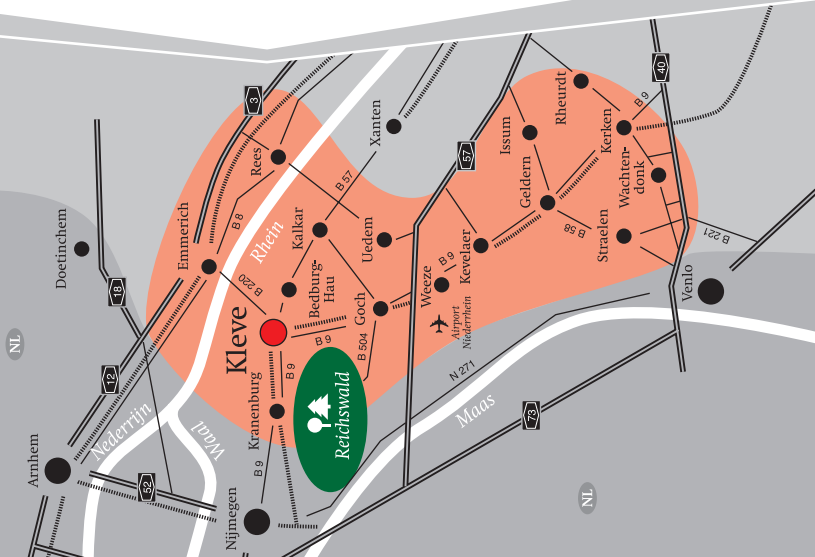 NL
Doetinchem
18
Arnhem
12
Emmerich
3
B 8
Rees
Rhein
B 220
Nederrijn
Waal
52
Nijmegen
B 9
Kranenburg
B 9
Kleve
Bedburg-
Hau
Kalkar
B 57
Xanten
B 9
Reichswald
B 504
Goch
Uedem
57
Weeze
B 9
Kevelaer
Airport
Niederrhein
N 271
Maas
73
NL
Issum
Geldern
Rheurdt
Kerken
B 9
40
Wachten-
donk
B 58
Straelen
B 221
Venlo